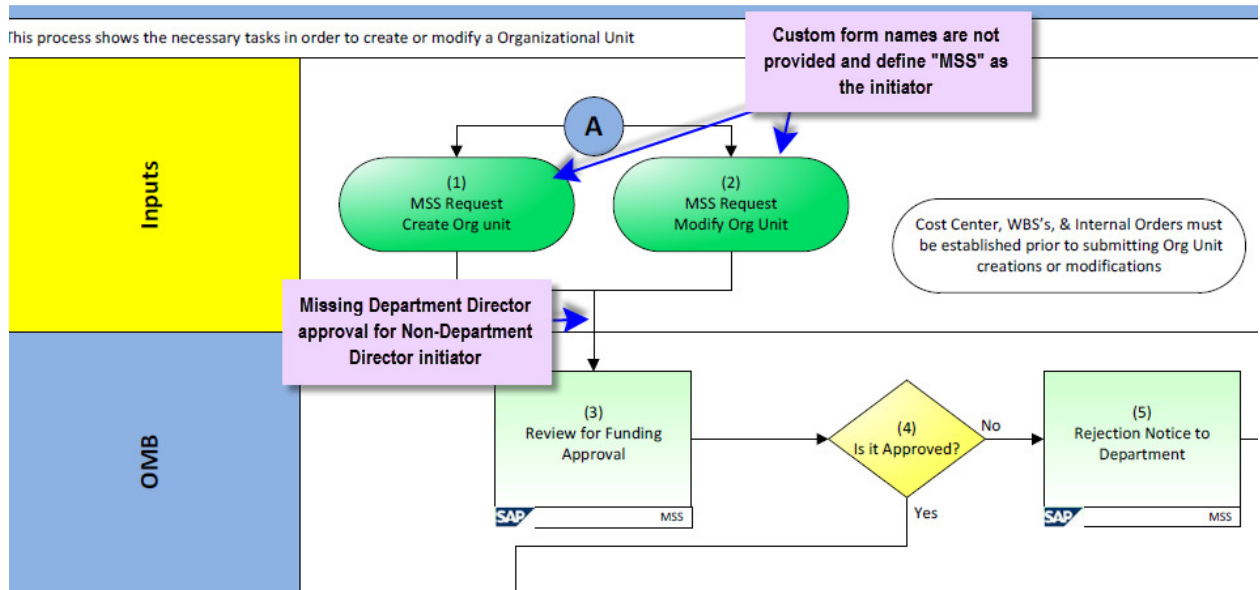 This process shows the necessary tasks in order to create or modify a Organizational Unit
Custom form names are not
provided and define "MSS" as
the initiator
Inputs
A
(1)
MSS Request
Create Org unit
(2)
MSS Request
Modify Org Unit
Cost Center, WBS's, & Internal Orders must
be established prior to submitting Org Unit
creations or modifications
Missing Department Director
approval for Non-Department
Director initiator
OMB
(3)
Review for Funding
Approval
SAP
MSS
(4)
Is it Approved?
No
Yes
(5)
Rejection Notice to
Department
SAP
MSS